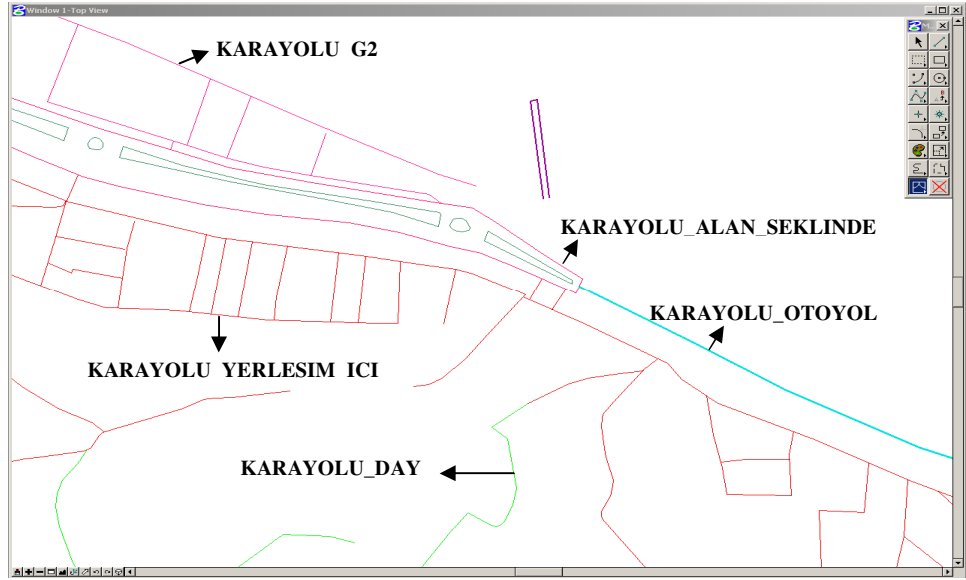 Window 1-Top View
M.
KARAYOLU G2
KARAYOLU_ALAN_SEKLINDE
KARAYOLU_OTOYOL
KARAYOLU YERLESIM ICI
KARAYOLU_DAY